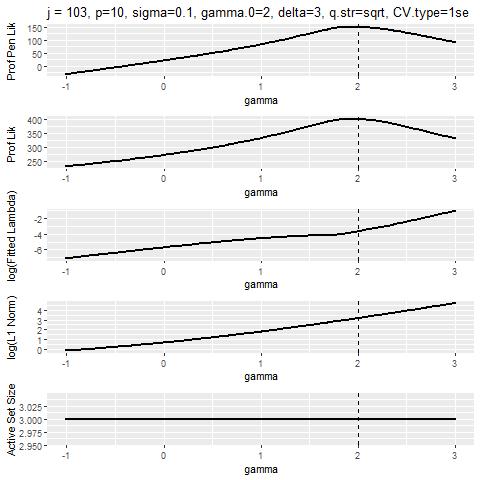 j = 103, p=10, sigma=0.1, gamma.0=2, delta=3, q.str=sqrt, CV.type=1se
Prof Pen Lik
150
100
50
0
-1 0 1 2 3
gamma
Prof Lik
400
350
300
250
-1 0 1 2 3
gamma
log(Fitted Lambda)
-2
-4
-6
-1 0 1 2 3
gamma
log(L1 Norm)
4
3
2
1
0
-1 0 1 2 3
gamma
Active Set Size
3.025
3.000
2.975
2.950
-1 0 1 2 3
gamma